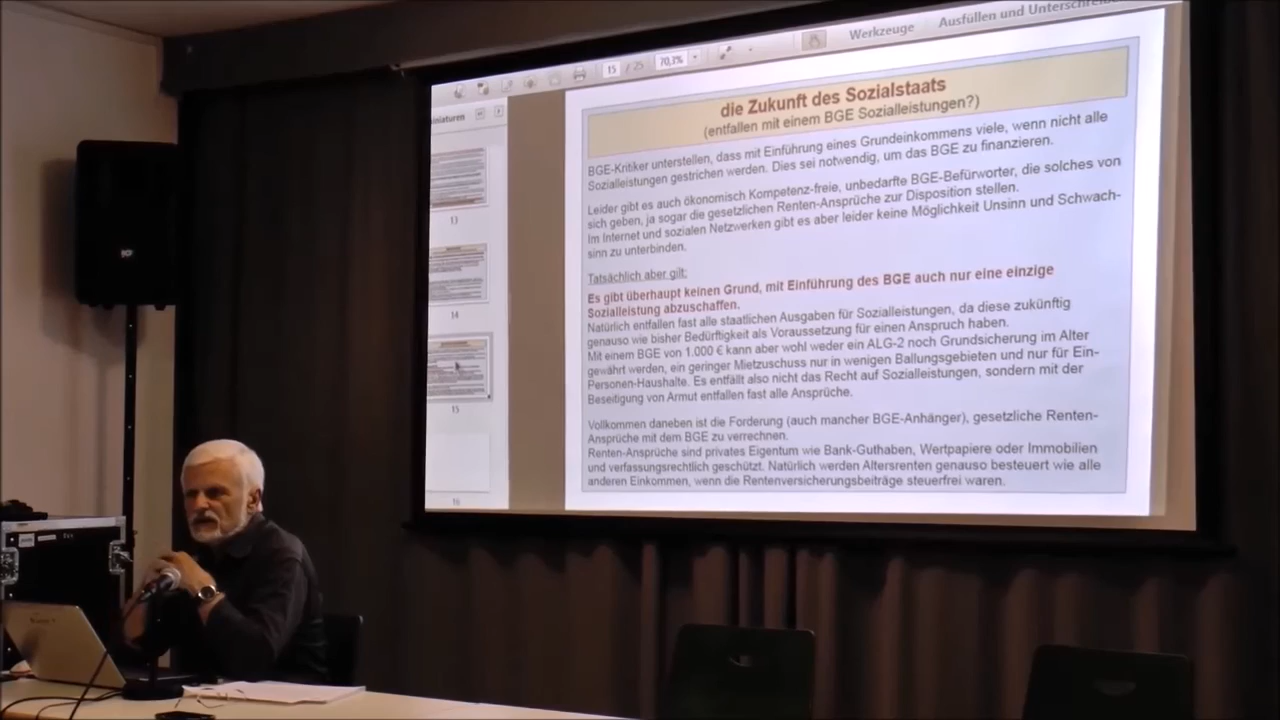 Werkzeuge
Ausfüllen und Unterschreiben
15 / 25
70,3%
13
14
15
16
die Zukunft des Sozialstaats
(entfallen mit einem BGE Sozialleistungen?)
BGE-Kritiker unterstellen, dass mit Einführung eines Grundeinkommens viele, wenn nicht alle
Sozialleistungen gestrichen werden. Dies sei notwendig, um das BGE zu finanzieren.
Leider gibt es auch ökonomisch Kompetenz-freie, unbedarfte BGE-Befürworter, die solches von
sich geben, ja sogar die gesetzlichen Renten-Ansprüche zur Disposition stellen.
Im Internet und sozialen Netzwerken gibt es aber leider keine Möglichkeit Unsinn und Schwach-
sinn zu unterbinden.
Tatsächlich aber gilt:
Es gibt überhaupt keinen Grund, mit Einführung des BGE auch nur eine einzige
Sozialleistung abzuschaffen.
Natürlich entfallen fast alle staatlichen Ausgaben für Sozialleistungen, da diese zukünftig
genauso wie bisher Bedürftigkeit als Voraussetzung für einen Anspruch haben.
Mit einem BGE von 1.000 € kann aber wohl weder ein ALG-2 noch Grundsicherung im Alter
gewährt werden, ein geringer Mietzuschuss nur in wenigen Ballungsgebieten und nur für Ein-
Personen-Haushalte. Es entfällt also nicht das Recht auf Sozialleistungen, sondern mit der
Beseitigung von Armut entfallen fast alle Ansprüche.
Vollkommen daneben ist die Forderung (auch mancher BGE-Anhänger), gesetzliche Renten-
Ansprüche mit dem BGE zu verrechnen.
Renten-Ansprüche sind privates Eigentum wie Bank-Guthaben, Wertpapiere oder Immobilien
und verfassungsrechtlich geschützt. Natürlich werden Altersrenten genauso besteuert wie alle
anderen Einkommen, wenn die Rentenversicherungsbeiträge steuerfrei waren.